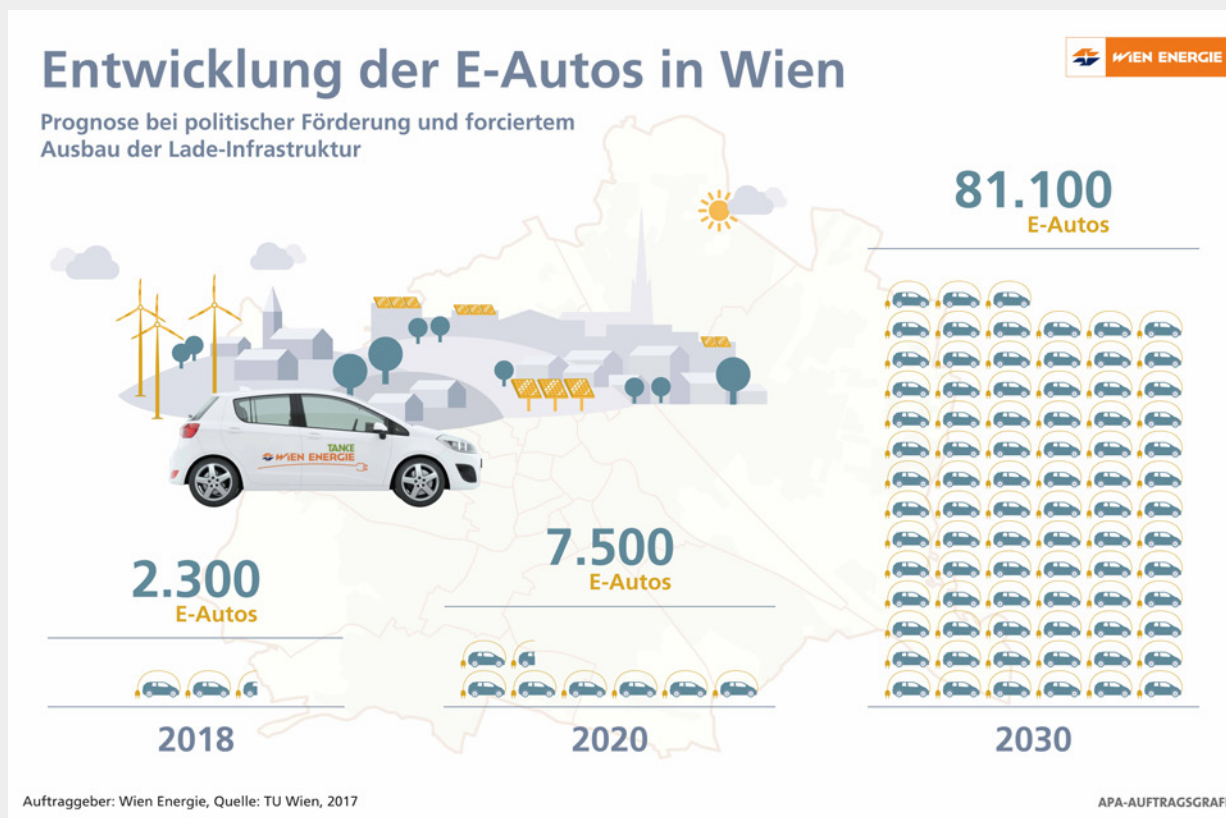 Entwicklung der E-Autos in Wien
WIEN ENERGIE
Prognose bei politischer Förderung und forciertem
Ausbau der Lade-Infrastruktur
81.100
E-Autos
TANKE
WIEN ENERGIE
7.500
E-Autos
2.300
E-Autos
2018
2020
2030
Auftraggeber: Wien Energie, Quelle: TU Wien, 2017
APA-AUFTRAGSGRAF